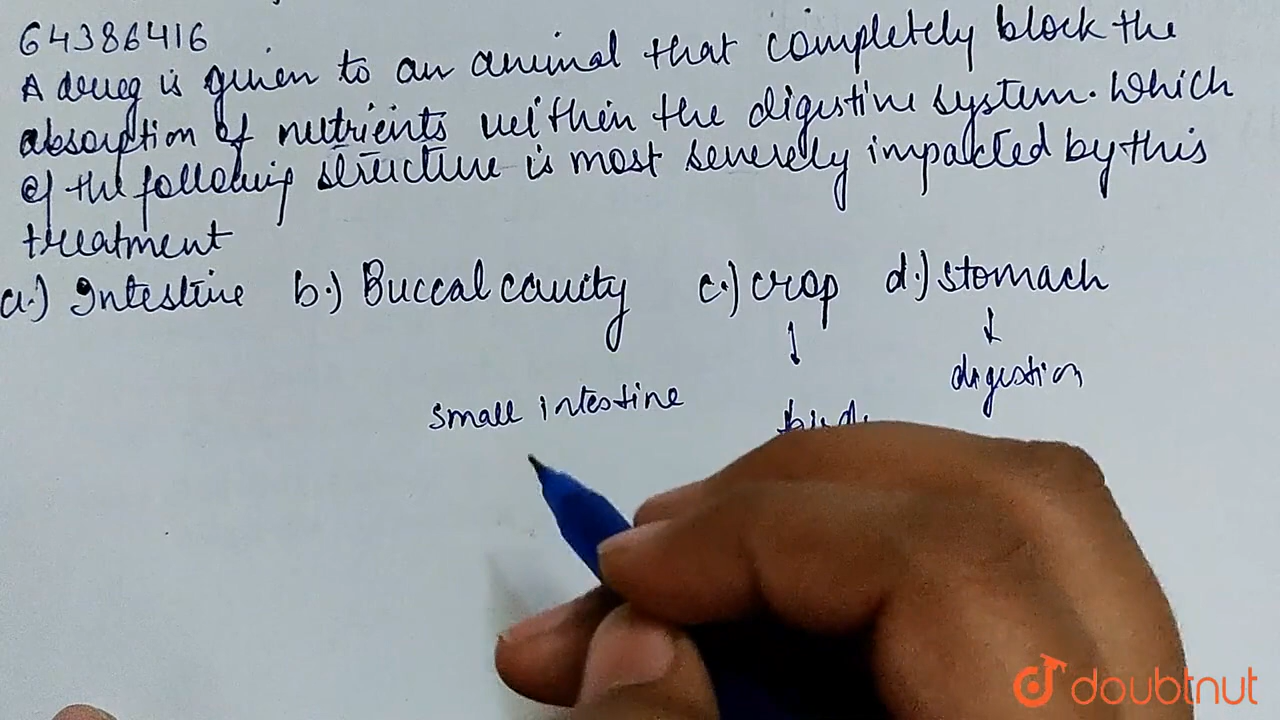 64386416
A drug is given to an animal that completely block the
absorption of nutrients within the digestive system. Which
of the following structure is most severely impacted by this
treatment
a.) Intestine b.) Buccal cavity c.) crop d.) stomach
↓ ↓
digestion
small intestine
doubtnut